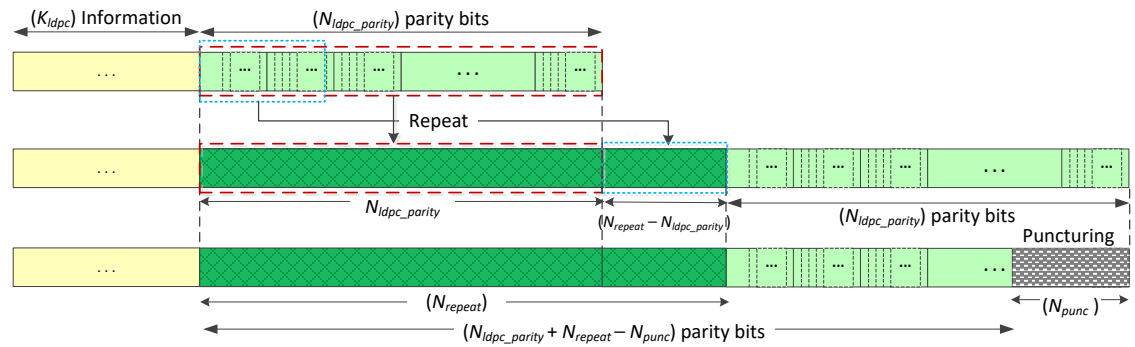 (K_ldpc) Information (N_ldpc_parity) parity bits
... ... ... ... ... ...
Repeat
... ... ... ... ...
N_ldpc_parity (N_repeat – N_ldpc_parity) (N_ldpc_parity) parity bits
Puncturing
... ... ... ...
(N_repeat) (N_punc )
(N_ldpc_parity + N_repeat – N_punc) parity bits